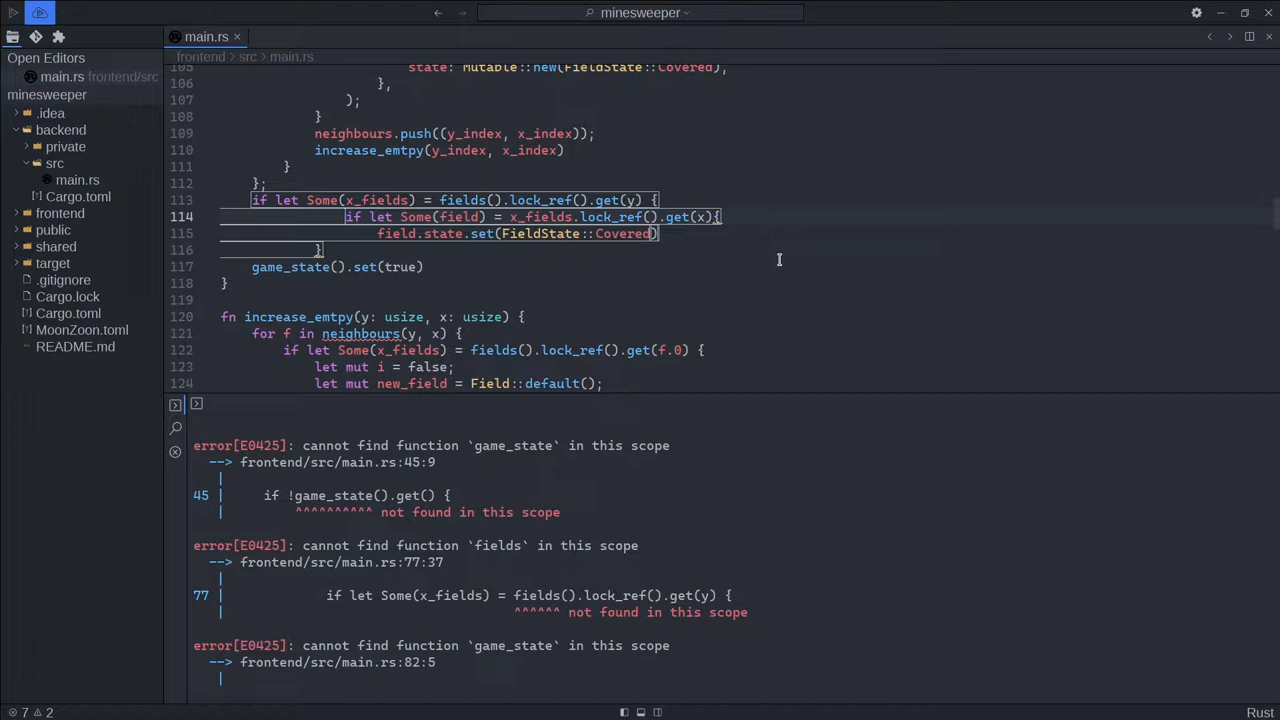 minesweeper
main.rs
Open Editors
main.rs frontend/src
minesweeper
.idea
backend
private
src
main.rs
Cargo.toml
frontend
public
shared
target
.gitignore
Cargo.lock
Cargo.toml
MoonZoon.toml
README.md
frontend > src > main.rs
105 state: Mutable::new(FieldState::Covered),
106 },
107 );
108 }
109 neighbours.push((y_index, x_index));
110 increase_emtpy(y_index, x_index)
111 }
112 };
113 if let Some(x_fields) = fields().lock_ref().get(y) {
114 if let Some(field) = x_fields.lock_ref().get(x){
115 field.state.set(FieldState::Covered)
116 }
117 game_state().set(true)
118 }
119
120 fn increase_emtpy(y: usize, x: usize) {
121 for f in neighbours(y, x) {
122 if let Some(x_fields) = fields().lock_ref().get(f.0) {
123 let mut i = false;
124 let mut new_field = Field::default();
error[E0425]: cannot find function `game_state` in this scope
--> frontend/src/main.rs:45:9
|
45 | if !game_state().get() {
| ^^^^^^^^^^ not found in this scope
error[E0425]: cannot find function `fields` in this scope
--> frontend/src/main.rs:77:37
|
77 | if let Some(x_fields) = fields().lock_ref().get(y) {
| ^^^^^^ not found in this scope
error[E0425]: cannot find function `game_state` in this scope
--> frontend/src/main.rs:82:5
|
7 2
Rust